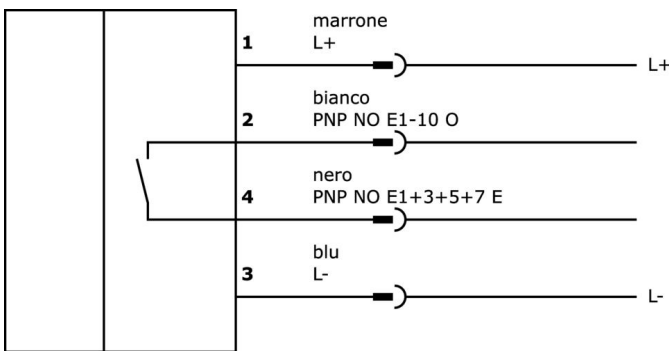 marrone
1 L+
L+
bianco
2 PNP NO E1-10 O
nero
4 PNP NO E1+3+5+7 E
blu
3 L-
L-